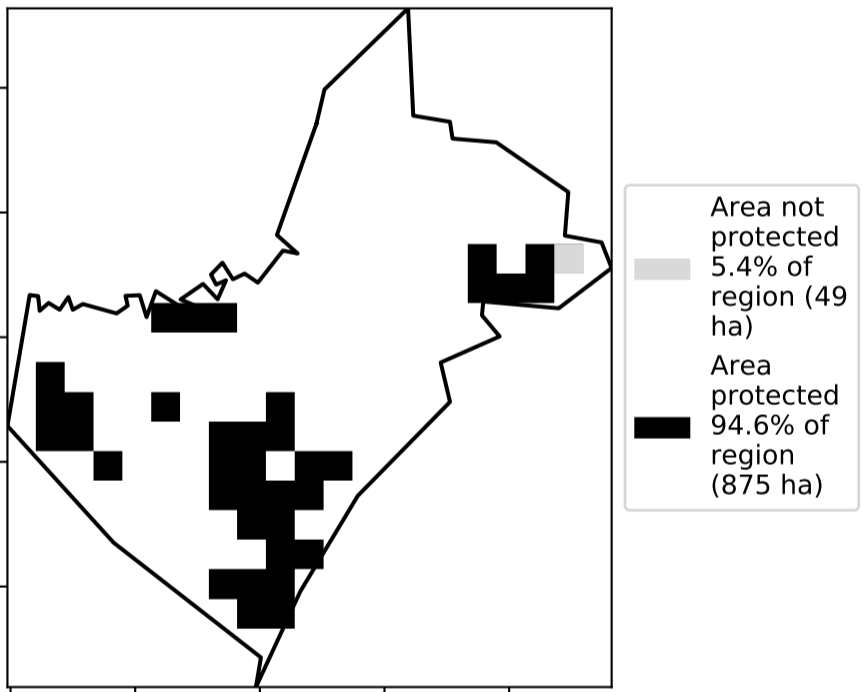 Area not
protected
5.4% of
region (49
ha)
Area
protected
94.6% of
region
(875 ha)